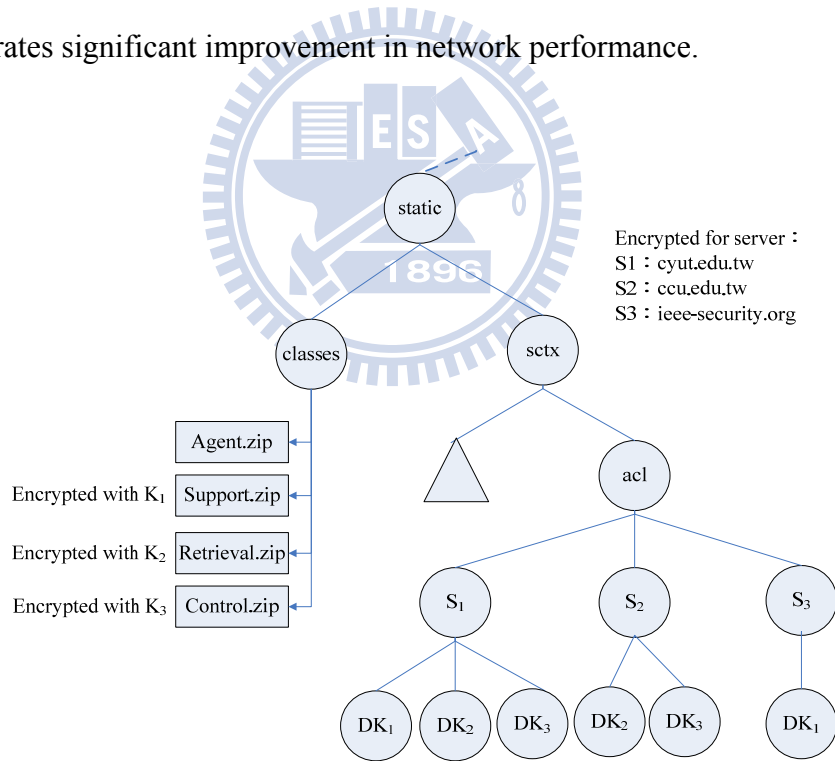 rates significant improvement in network performance.
E S A
static
1896
Encrypted for server：
S1：cyut.edu.tw
S2：ccu.edu.tw
S3：ieee-security.org
classes
sctx
Agent.zip
acl
Encrypted with K₁ Support.zip
Encrypted with K₂ Retrieval.zip
Encrypted with K₃ Control.zip
S₁
S₂
S₃
DK₁
DK₂
DK₃
DK₂
DK₃
DK₁